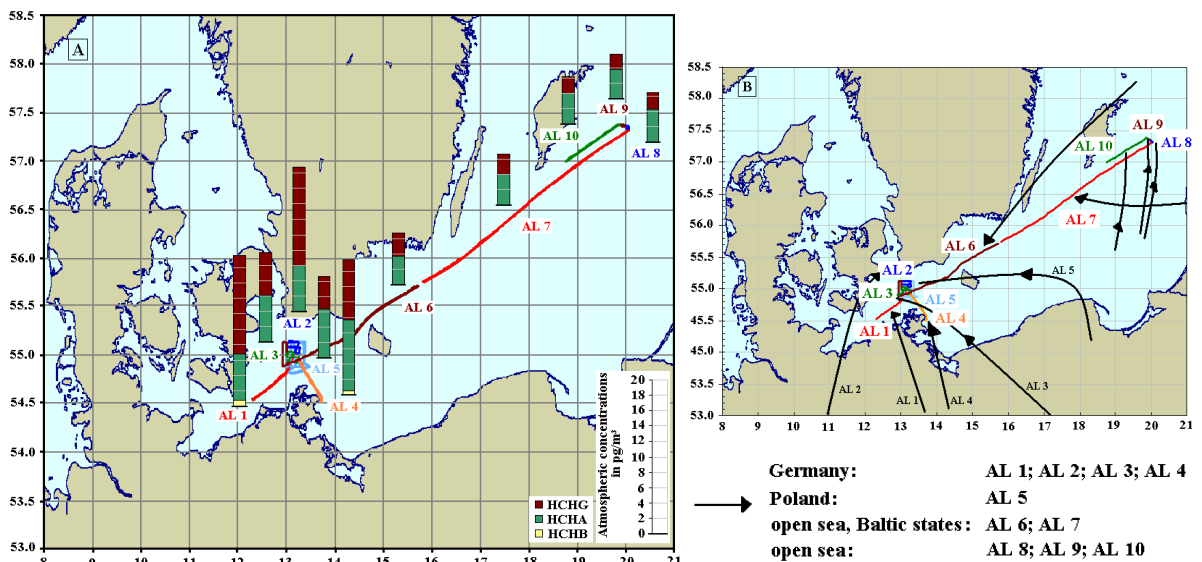 A
58.5
58.0
57.5
57.0
56.5
56.0
55.5
55.0
54.5
54.0
53.5
53.0
8 9 10 11 12 13 14 15 16 17 18 19 20 21
AL 9
AL 10
AL 8
AL 7
AL 6
AL 2
AL 3
AL 5
AL 1
AL 4
HCHG
HCHA
HCHB
Atmospheric concentrations
in pg/m³
20
18
16
14
12
10
8
6
4
2
0
B
58.5
58.0
57.5
57.0
56.5
56.0
55.5
55.0
54.5
45.0
53.5
53.0
8 9 10 11 12 13 14 15 16 17 18 19 20 21
AL 9
AL 10
AL 8
AL 7
AL 6
AL 2
AL 5
AL 3
AL 5
AL 4
AL 1
AL 2
AL 1
AL 4
AL 3
Germany: AL 1; AL 2; AL 3; AL 4
Poland: AL 5
open sea, Baltic states: AL 6; AL 7
open sea: AL 8; AL 9; AL 10